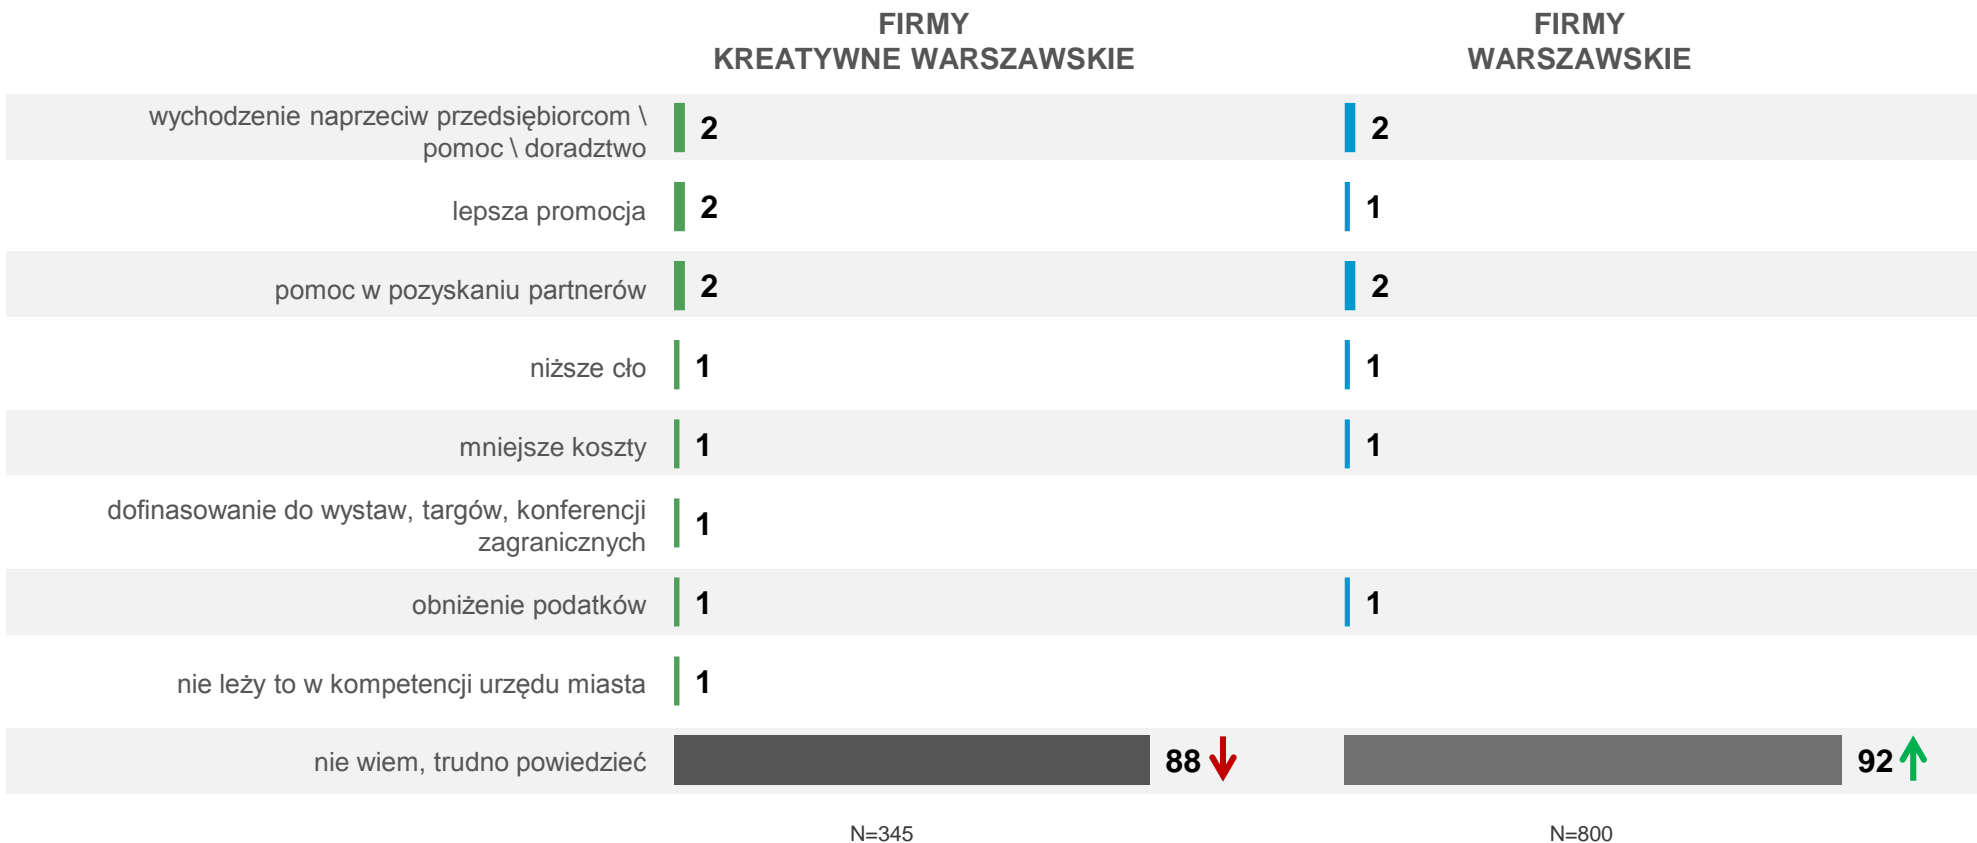 FIRMY
KREATYWNE WARSZAWSKIE
FIRMY
WARSZAWSKIE
wychodzenie naprzeciw przedsiębiorcom \
pomoc \ doradztwo
2
2
lepsza promocja
2
1
pomoc w pozyskaniu partnerów
2
2
niższe cło
1
1
mniejsze koszty
1
1
dofinasowanie do wystaw, targów, konferencji
zagranicznych
1
obniżenie podatków
1
1
nie leży to w kompetencji urzędu miasta
1
nie wiem, trudno powiedzieć
88
92
N=345
N=800